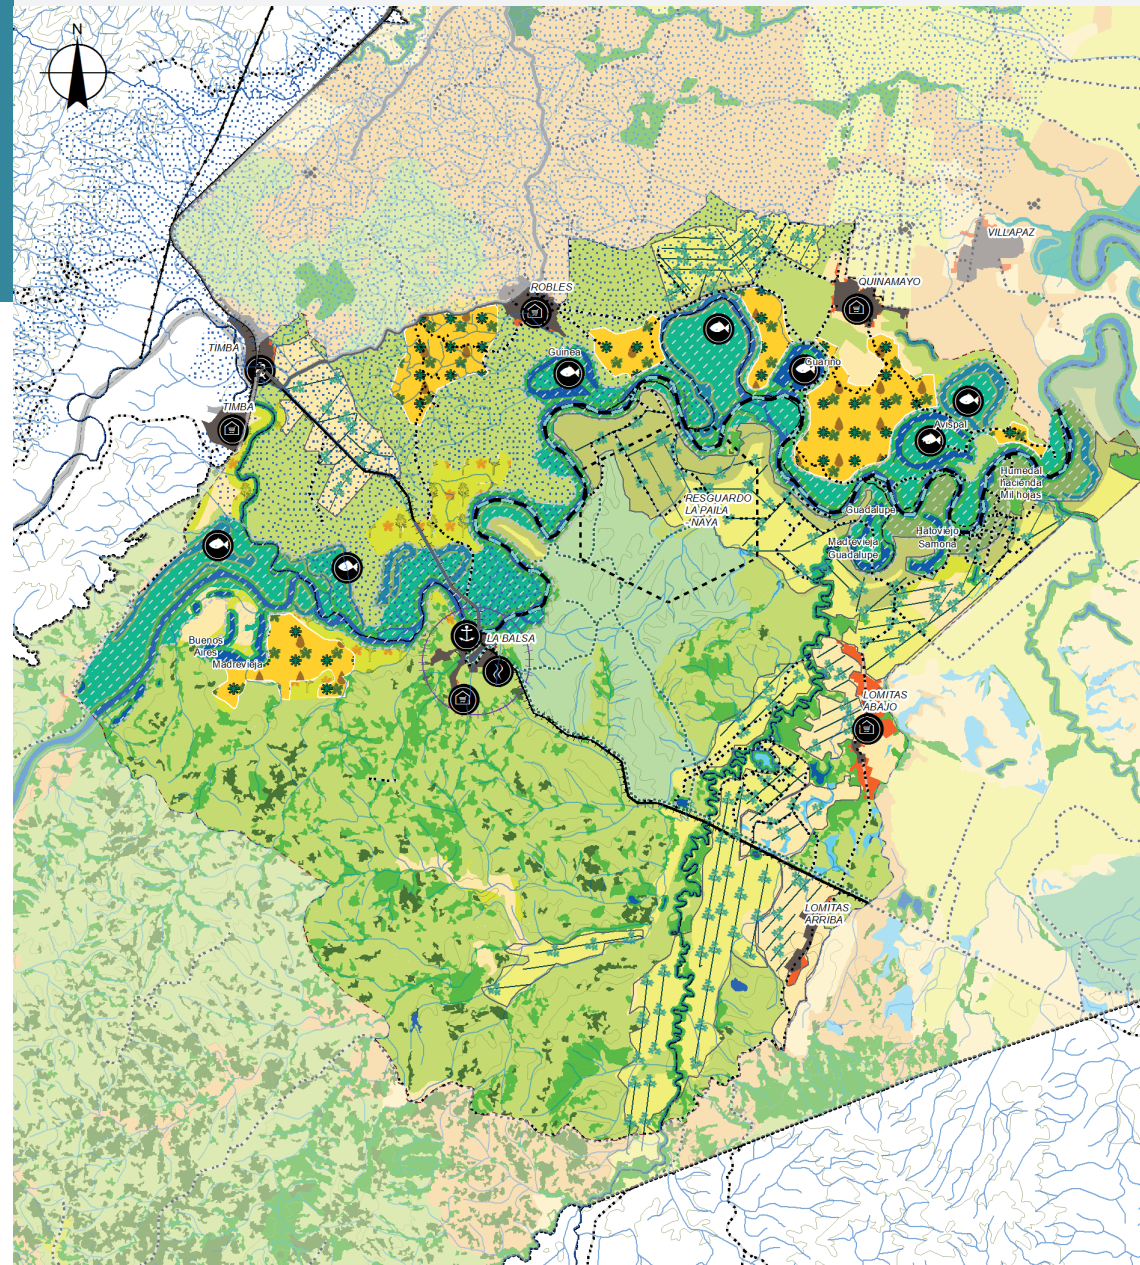 N
VILLAPAZ
ROBLES
QUINAMAYO
TIMBA
Guinea
Guarino
TIMBA
Avispal
Humedal
hacienda
Mil hojas
RESGUARDO
LA PAILA
-NAYA
Guadalupe
Hatoviejo
Samona
Madrevieja
Guadalupe
Buenos
Aires
Madrevieja
LA BALSA
LOMITAS
ABAJO
LOMITAS
ARRIBA